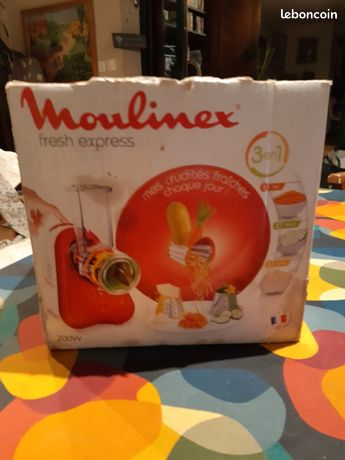 leboncoin
Moulinex
fresh express
3en1
mes crudités fraîches
chaque jour !
200W